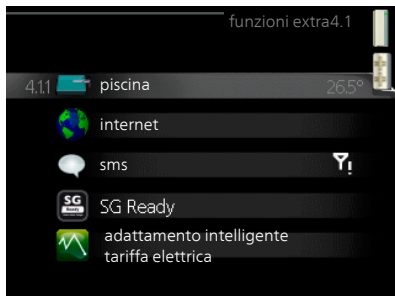 funzioni extra4.1
4.1.1 piscina 26.5°
internet
sms
SG Ready SG Ready
adattamento intelligente
tariffa elettrica